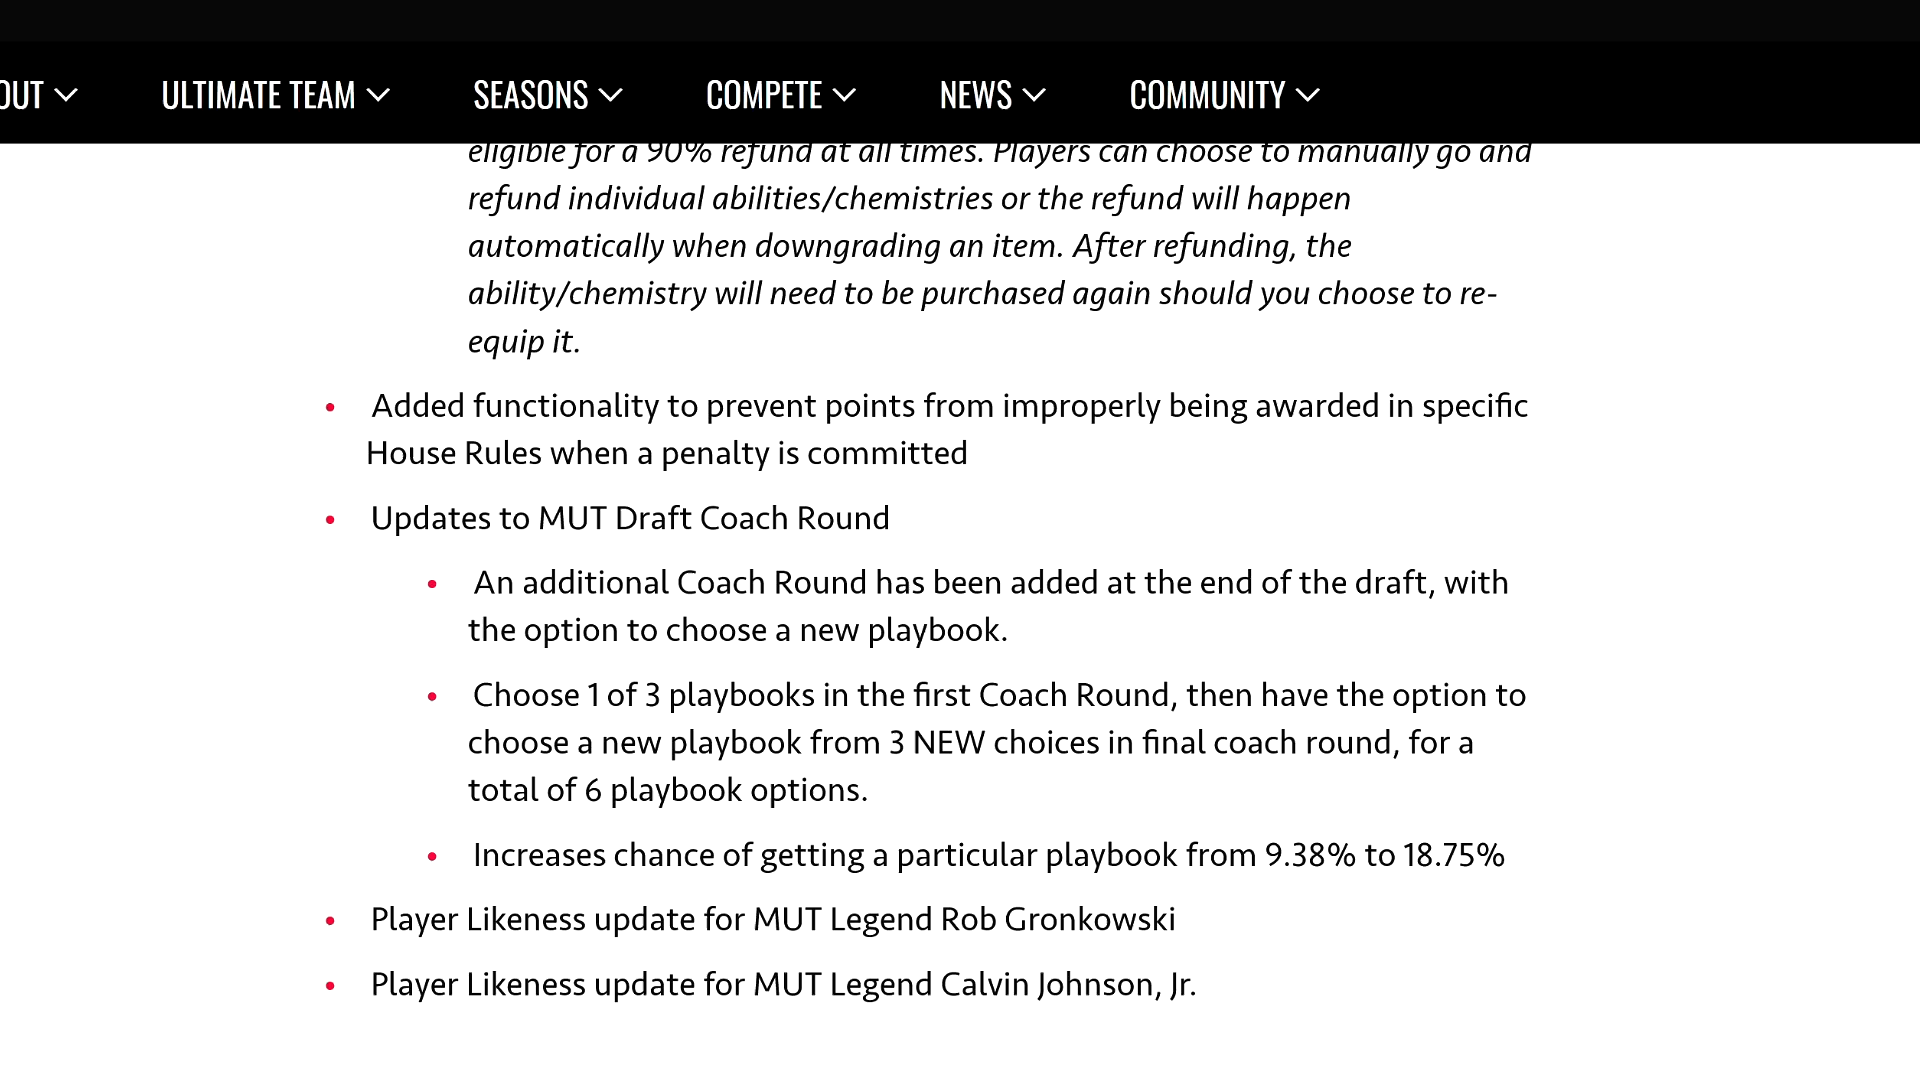 OUT ULTIMATE TEAM SEASONS COMPETE NEWS COMMUNITY
eligible for a 90% refund at all times. Players can choose to manually go and
refund individual abilities/chemistries or the refund will happen
automatically when downgrading an item. After refunding, the
ability/chemistry will need to be purchased again should you choose to re-
equip it.
• Added functionality to prevent points from improperly being awarded in specific
House Rules when a penalty is committed
• Updates to MUT Draft Coach Round
• An additional Coach Round has been added at the end of the draft, with
the option to choose a new playbook.
• Choose 1 of 3 playbooks in the first Coach Round, then have the option to
choose a new playbook from 3 NEW choices in final coach round, for a
total of 6 playbook options.
• Increases chance of getting a particular playbook from 9.38% to 18.75%
• Player Likeness update for MUT Legend Rob Gronkowski
• Player Likeness update for MUT Legend Calvin Johnson, Jr.